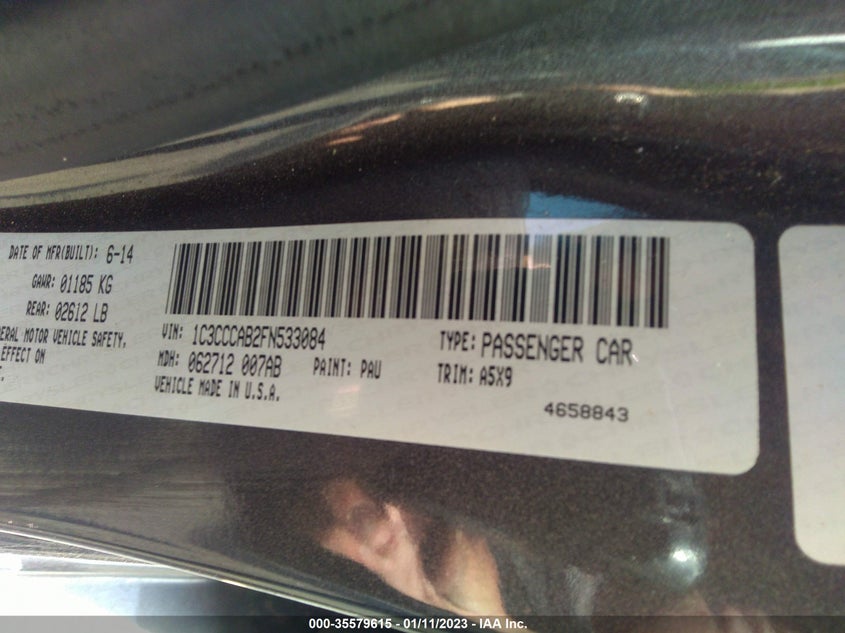 DATE OF MFR(BUILT): 6-14
GAWR: 01185 KG
REAR: 02612 LB
ERAL MOTOR VEHICLE SAFETY,
EFFECT ON
VIN: 1C3CCCAB2FN533084
TYPE: PASSENGER CAR
MDH: 062712 007AB
PAINT: PAU
TRIM: A5X9
VEHICLE MADE IN U.S.A.
4658843
000-35579615 - 01/11/2023 - IAA Inc.